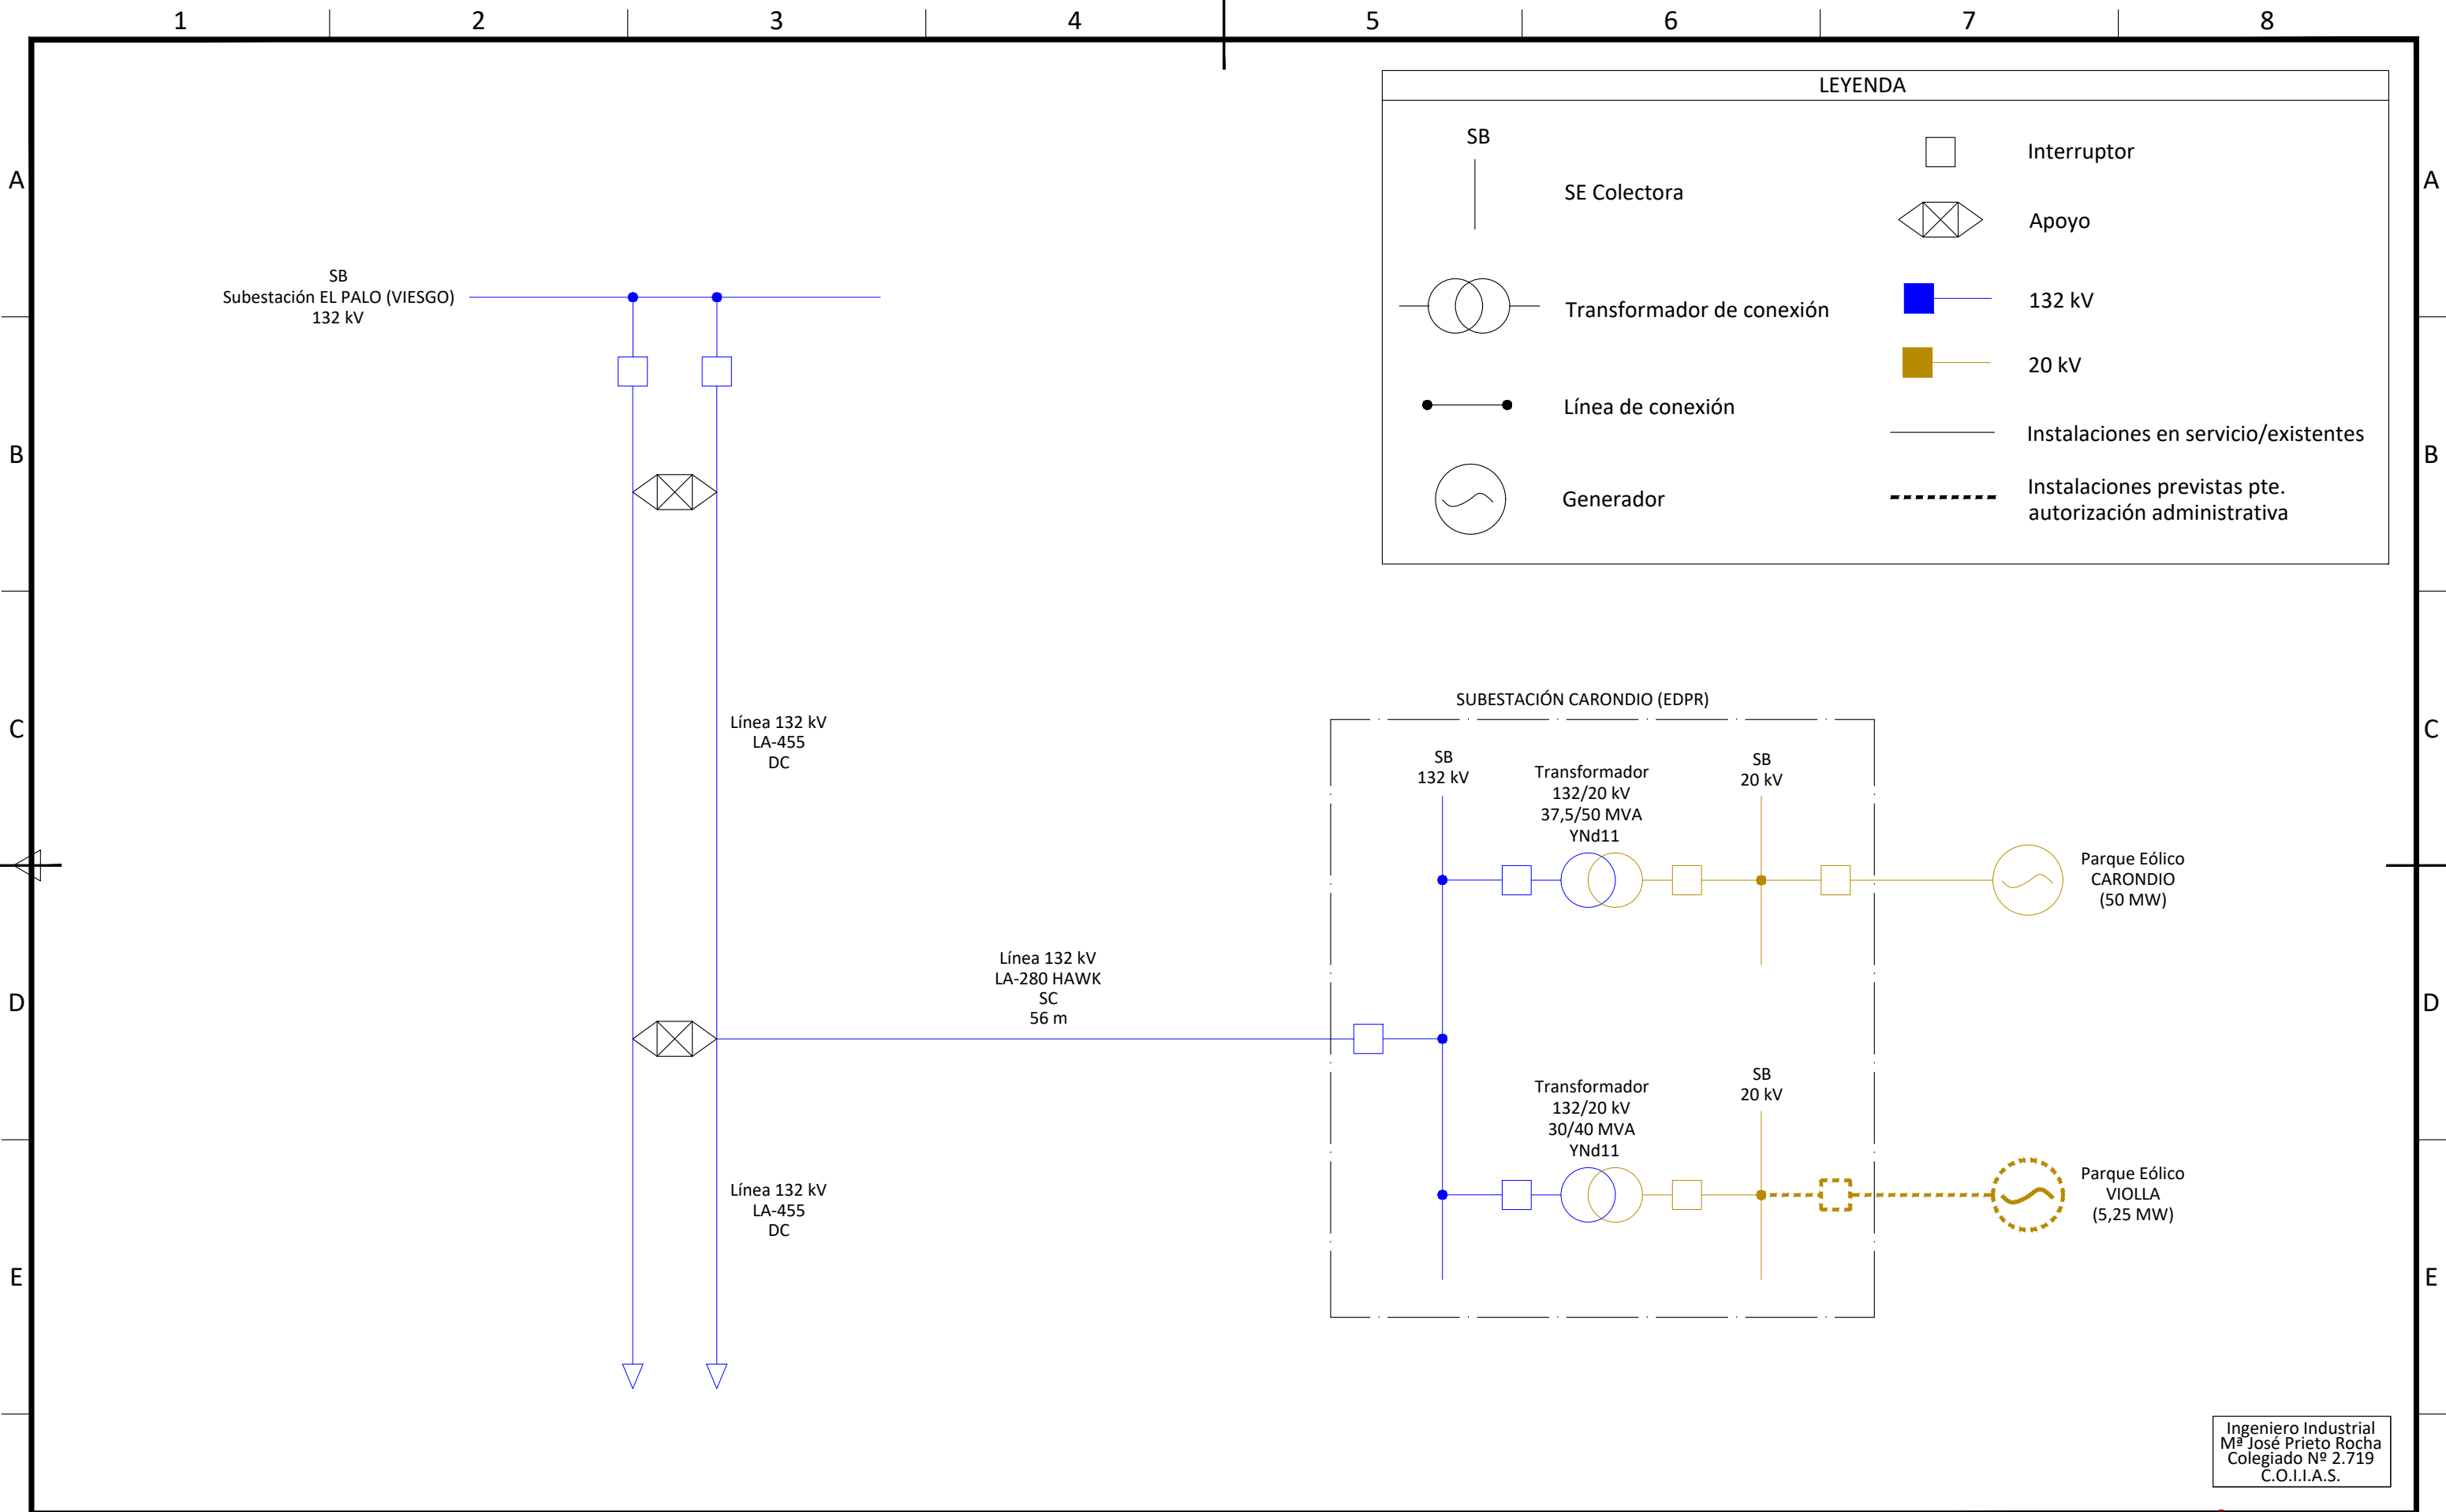 1 2 3 4 5 6 7 8
LEYENDA
SB
SE Colectora
Transformador de conexión
Línea de conexión
Generador
Interruptor
Apoyo
132 kV
20 kV
Instalaciones en servicio/existentes
Instalaciones previstas pte.
autorización administrativa
A A
SB
Subestación EL PALO (VIESGO)
132 kV
B B
C C
Línea 132 kV
LA-455
DC
SUBESTACIÓN CARONDIO (EDPR)
SB
132 kV
Transformador
132/20 kV
37,5/50 MVA
YNd11
SB
20 kV
Parque Eólico
CARONDIO
(50 MW)
D D
Línea 132 kV
LA-280 HAWK
SC
56 m
Transformador
132/20 kV
30/40 MVA
YNd11
SB
20 kV
Parque Eólico
VIOLLA
(5,25 MW)
Línea 132 kV
LA-455
DC
E E
Ingeniero Industrial
Mª José Prieto Rocha
Colegiado Nº 2.719
C.O.I.I.A.S.